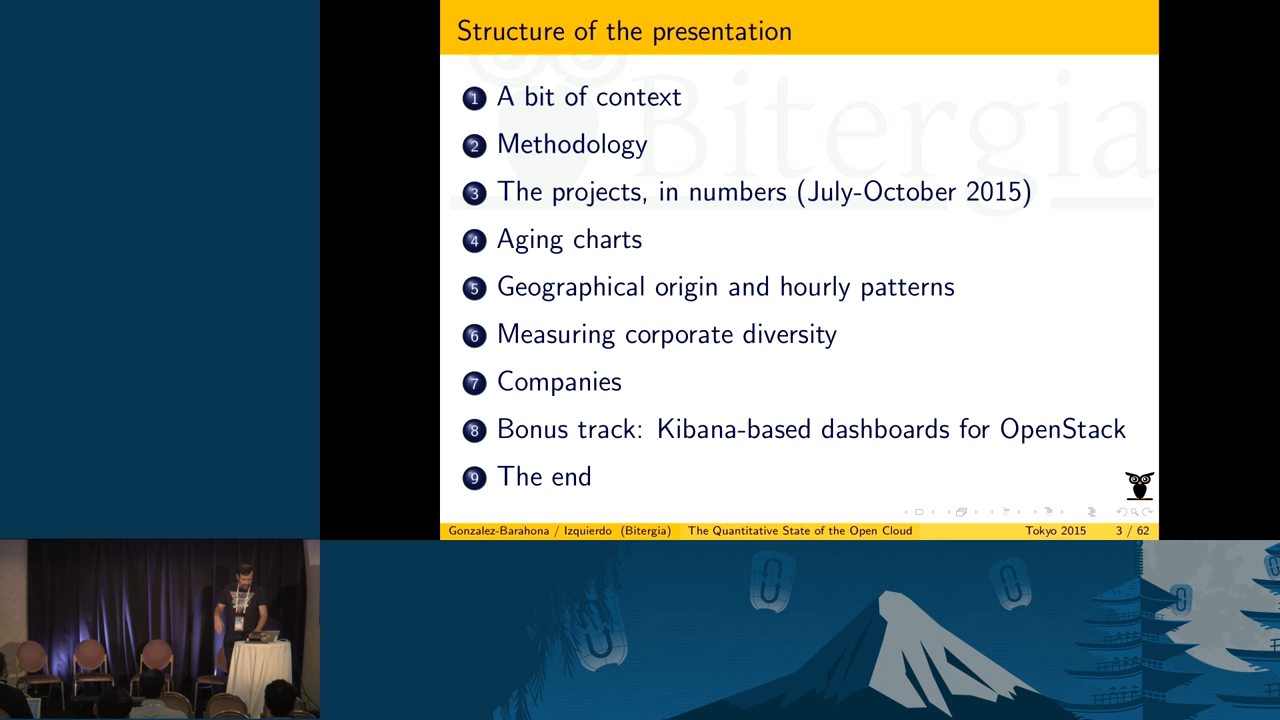 Structure of the presentation
Bitergia
1 A bit of context
2 Methodology
3 The projects, in numbers (July-October 2015)
4 Aging charts
5 Geographical origin and hourly patterns
6 Measuring corporate diversity
7 Companies
8 Bonus track: Kibana-based dashboards for OpenStack
9 The end
Gonzalez-Barahona / Izquierdo (Bitergia) The Quantitative State of the Open Cloud Tokyo 2015 3 / 62